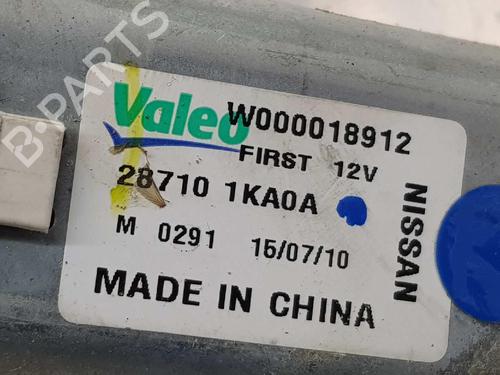 B-PARTS
Valeo W000018912
FIRST 12V
28710 1KA0A
M 0291 15/07/10
MADE IN CHINA
NISSAN